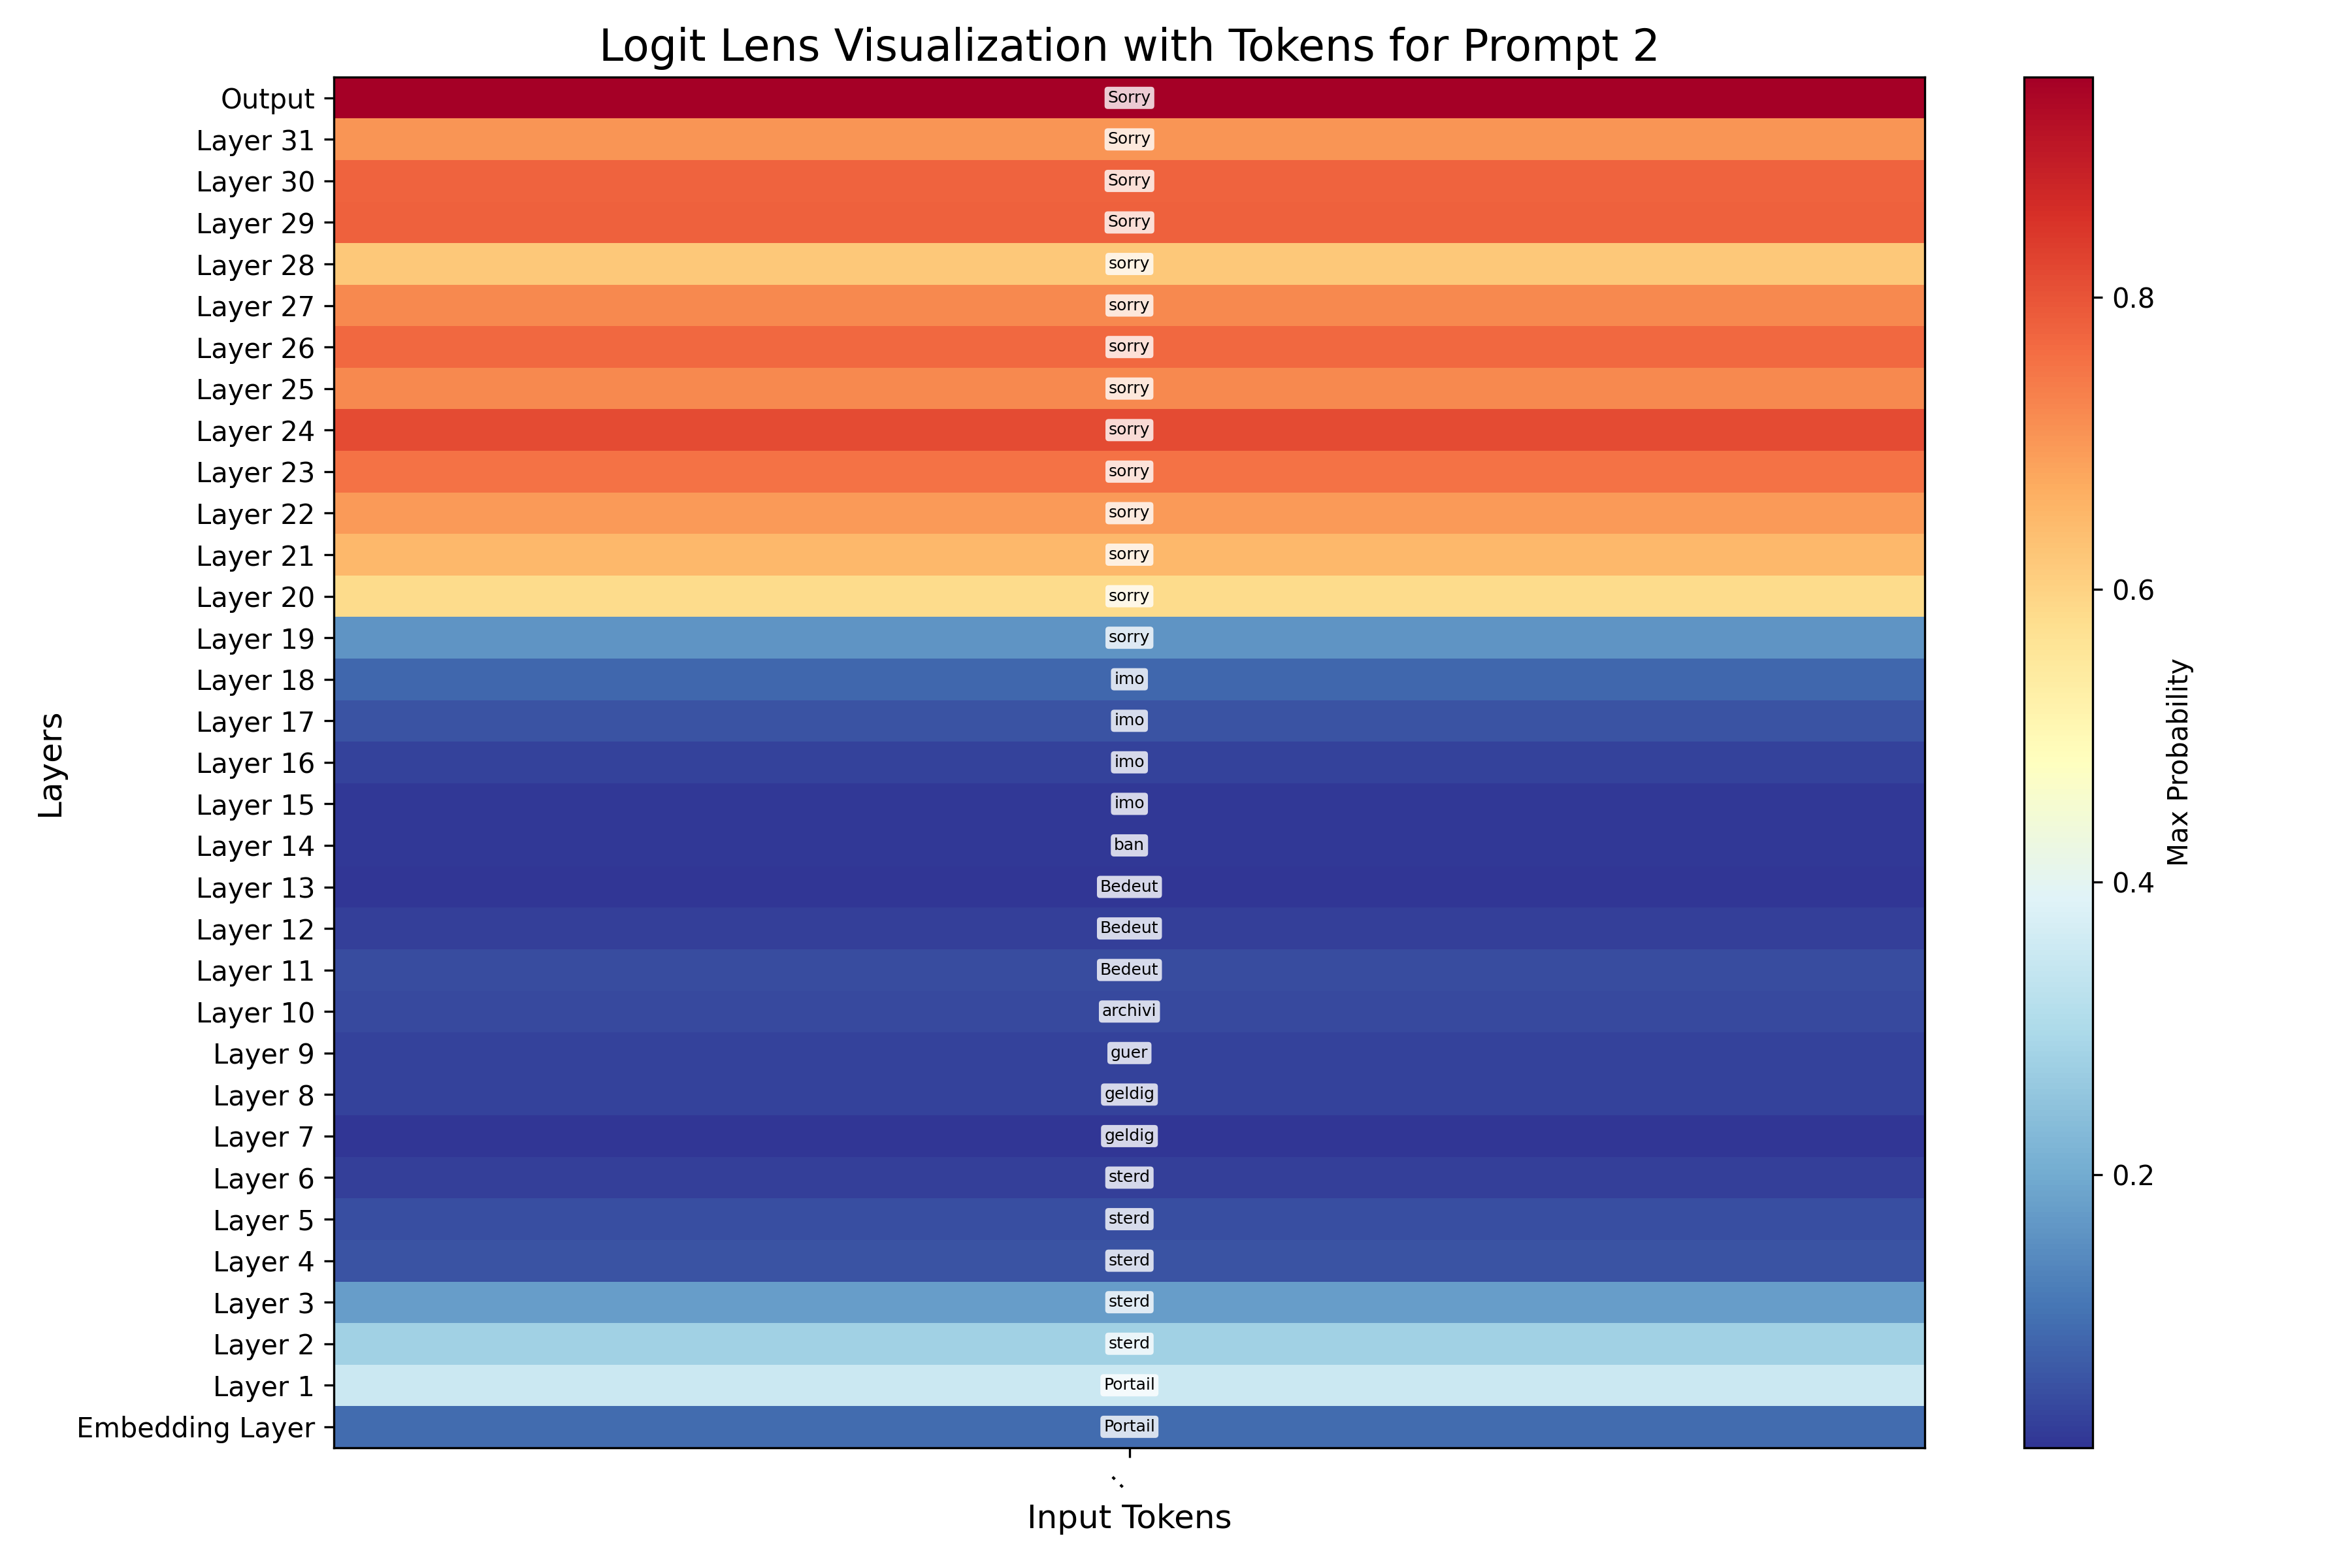 Logit Lens Visualization with Tokens for Prompt 2
Output Sorry
Layer 31 Sorry
Layer 30 Sorry
Layer 29 Sorry
Layer 28 sorry
Layer 27 sorry
Layer 26 sorry
Layer 25 sorry
Layer 24 sorry
Layer 23 sorry
Layer 22 sorry
Layer 21 sorry
Layer 20 sorry
Layer 19 sorry
Layer 18 imo
Layer 17 imo
Layer 16 imo
Layer 15 imo
Layer 14 ban
Layer 13 Bedeut
Layer 12 Bedeut
Layer 11 Bedeut
Layer 10 archivi
Layer 9 guer
Layer 8 geldig
Layer 7 geldig
Layer 6 sterd
Layer 5 sterd
Layer 4 sterd
Layer 3 sterd
Layer 2 sterd
Layer 1 Portail
Embedding Layer Portail
:
Input Tokens
Layers
0.8
0.6
0.4
0.2
Max Probability